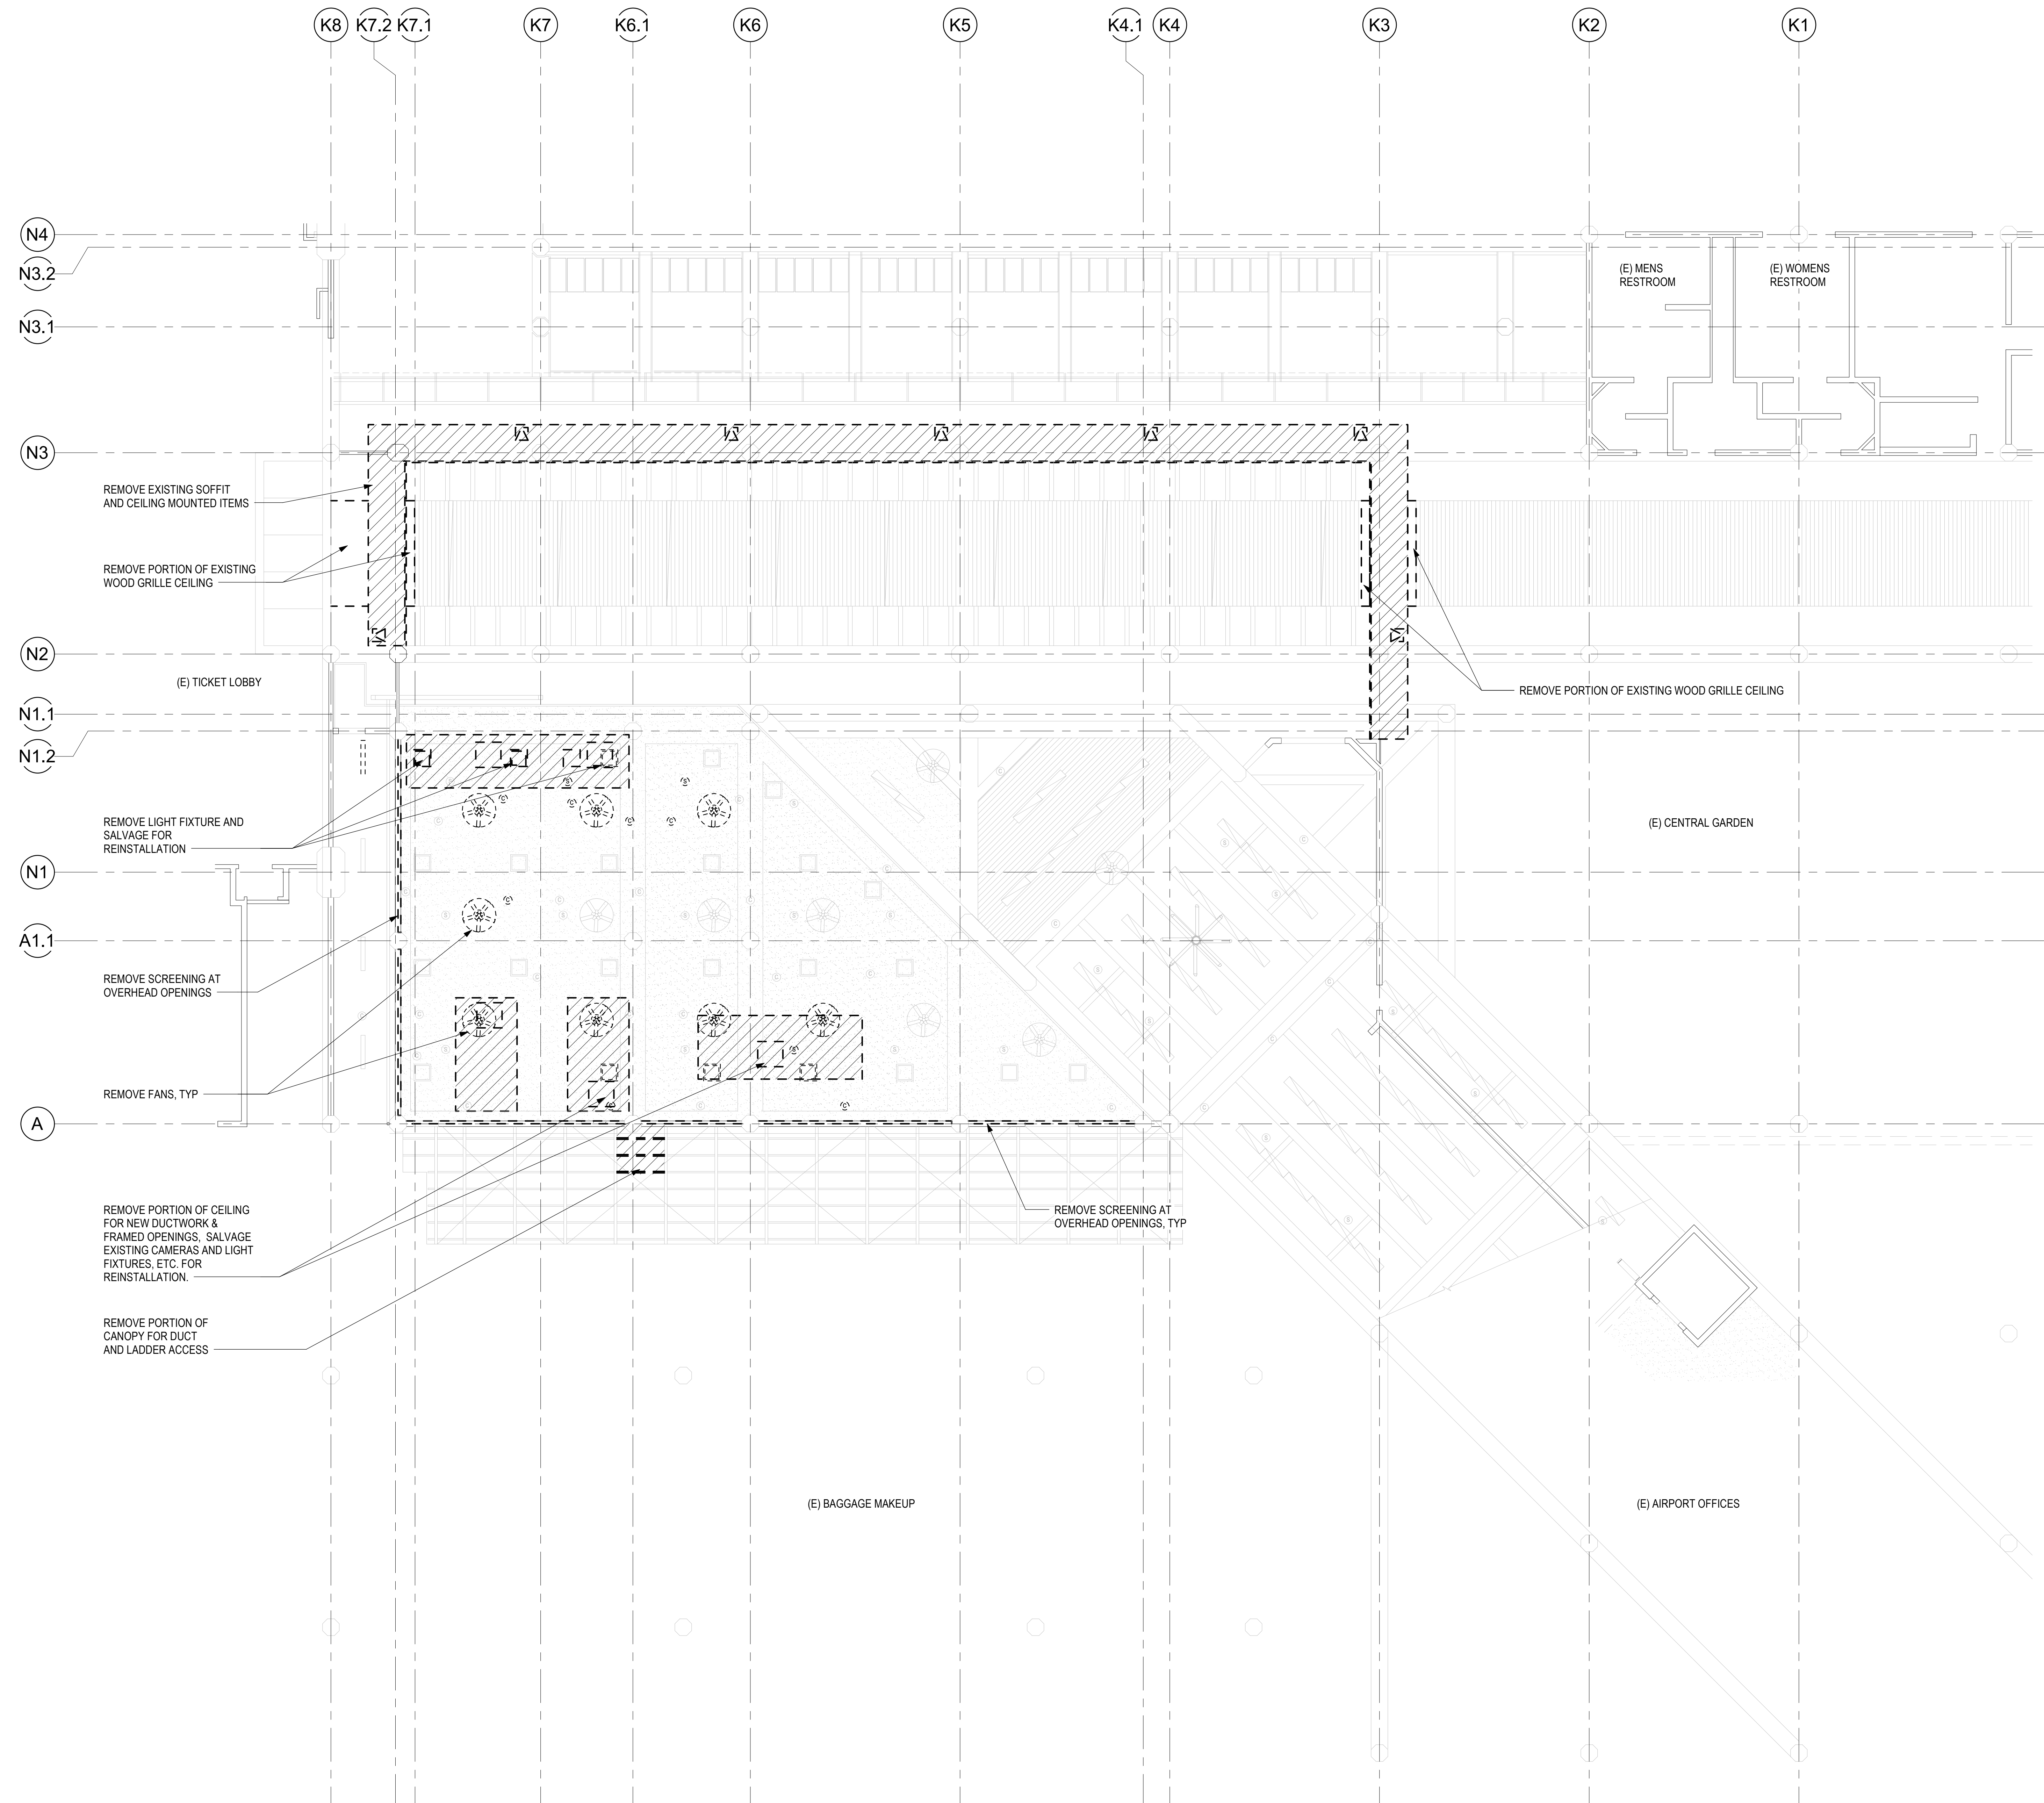 K8
K7.2
K7.1
K7
K6.1
K6
K5
K4.1
K4
K3
K2
K1
N4
N3.2
N3.1
N3
N2
N1.1
N1.2
N1
A1.1
A
(E) MENS
RESTROOM
(E) WOMENS
RESTROOM
REMOVE EXISTING SOFFIT
AND CEILING MOUNTED ITEMS
REMOVE PORTION OF EXISTING
WOOD GRILLE CEILING
(E) TICKET LOBBY
REMOVE PORTION OF EXISTING WOOD GRILLE CEILING
REMOVE LIGHT FIXTURE AND
SALVAGE FOR
REINSTALLATION
(E) CENTRAL GARDEN
REMOVE SCREENING AT
OVERHEAD OPENINGS
REMOVE FANS, TYP
REMOVE PORTION OF CEILING
FOR NEW DUCTWORK &
FRAMED OPENINGS, SALVAGE
EXISTING CAMERAS AND LIGHT
FIXTURES, ETC. FOR
REINSTALLATION.
REMOVE SCREENING AT
OVERHEAD OPENINGS, TYP
REMOVE PORTION OF
CANOPY FOR DUCT
AND LADDER ACCESS
(E) BAGGAGE MAKEUP
(E) AIRPORT OFFICES